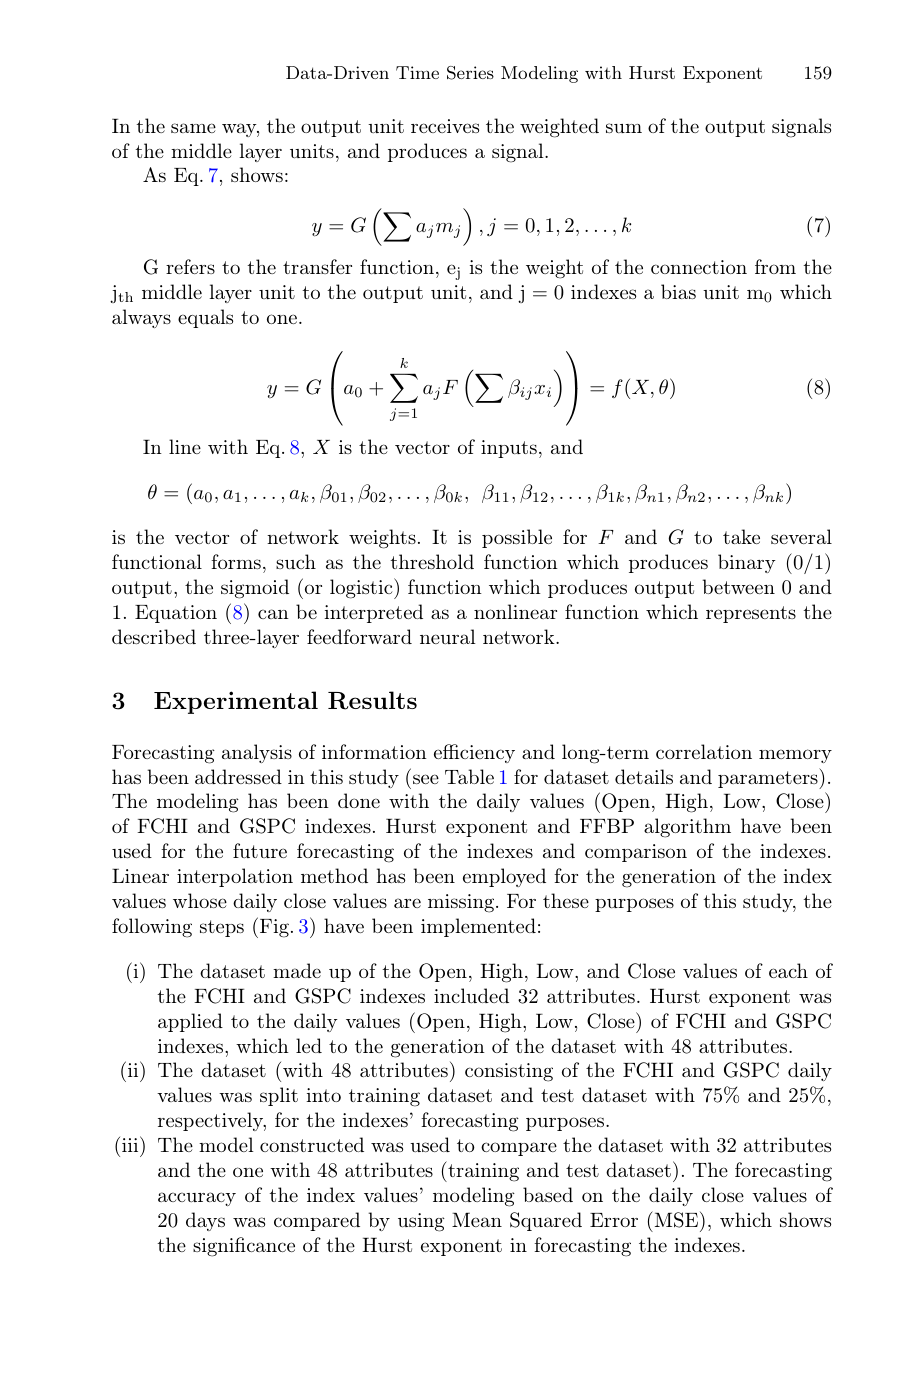 Data-Driven Time Series Modeling with Hurst Exponent 159
In the same way, the output unit receives the weighted sum of the output signals
of the middle layer units, and produces a signal.
As Eq. 7, shows:
y = G (∑ a_j m_j) , j = 0, 1, 2, . . . , k (7)
G refers to the transfer function, e_j is the weight of the connection from the
j_th middle layer unit to the output unit, and j = 0 indexes a bias unit m_0 which
always equals to one.
y = G (a_0 + ∑_{j=1}^{k} a_j F (∑ β_{ij} x_i)) = f(X, θ) (8)
In line with Eq. 8, X is the vector of inputs, and
θ = (a_0, a_1, . . . , a_k, β_{01}, β_{02}, . . . , β_{0k}, β_{11}, β_{12}, . . . , β_{1k}, β_{n1}, β_{n2}, . . . , β_{nk})
is the vector of network weights. It is possible for F and G to take several
functional forms, such as the threshold function which produces binary (0/1)
output, the sigmoid (or logistic) function which produces output between 0 and
1. Equation (8) can be interpreted as a nonlinear function which represents the
described three-layer feedforward neural network.
3 Experimental Results
Forecasting analysis of information efficiency and long-term correlation memory
has been addressed in this study (see Table 1 for dataset details and parameters).
The modeling has been done with the daily values (Open, High, Low, Close)
of FCHI and GSPC indexes. Hurst exponent and FFBP algorithm have been
used for the future forecasting of the indexes and comparison of the indexes.
Linear interpolation method has been employed for the generation of the index
values whose daily close values are missing. For these purposes of this study, the
following steps (Fig. 3) have been implemented:
(i) The dataset made up of the Open, High, Low, and Close values of each of
the FCHI and GSPC indexes included 32 attributes. Hurst exponent was
applied to the daily values (Open, High, Low, Close) of FCHI and GSPC
indexes, which led to the generation of the dataset with 48 attributes.
(ii) The dataset (with 48 attributes) consisting of the FCHI and GSPC daily
values was split into training dataset and test dataset with 75% and 25%,
respectively, for the indexes' forecasting purposes.
(iii) The model constructed was used to compare the dataset with 32 attributes
and the one with 48 attributes (training and test dataset). The forecasting
accuracy of the index values' modeling based on the daily close values of
20 days was compared by using Mean Squared Error (MSE), which shows
the significance of the Hurst exponent in forecasting the indexes.